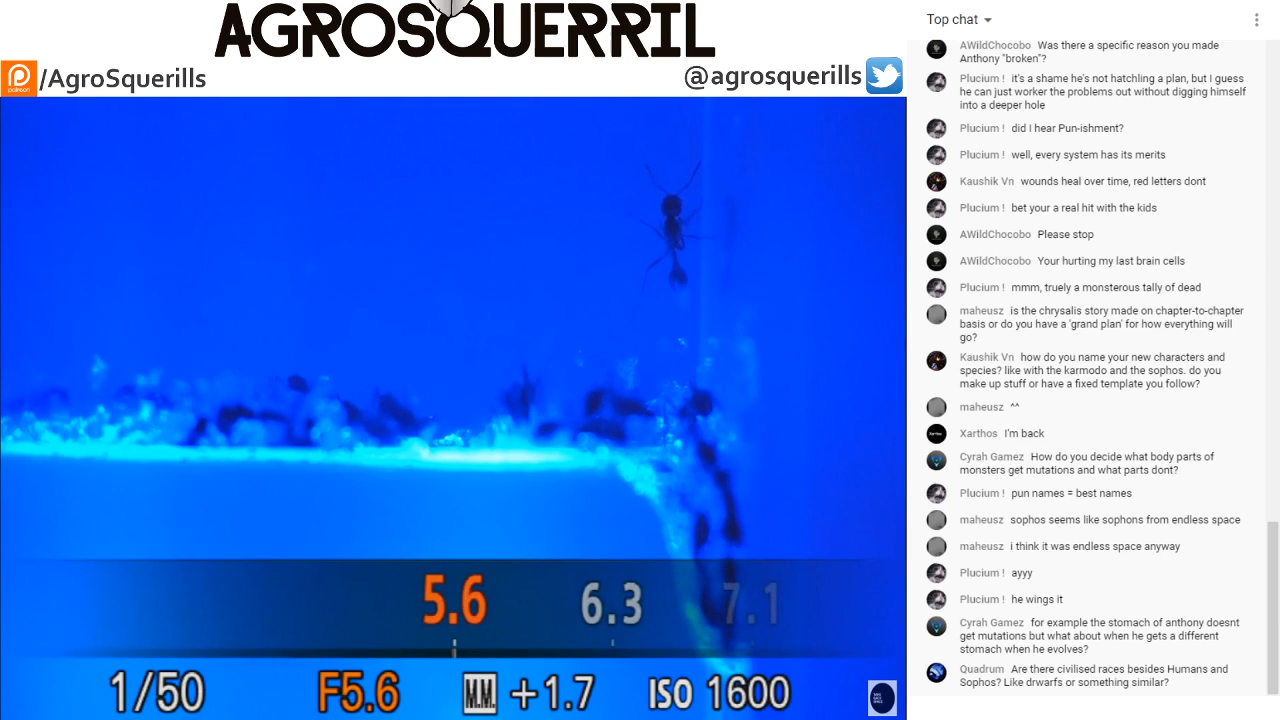 AGROSQUERRIL
/AgroSquerills
@agrosquerills
patreon
Top chat
AWildChocobo Was there a specific reason you made
Anthony "broken"?
Plucium ! it's a shame he's not hatchling a plan, but I guess
he can just worker the problems out without digging himself
into a deeper hole
Plucium ! did I hear Pun-ishment?
Plucium ! well, every system has its merits
Kaushik Vn wounds heal over time, red letters dont
Plucium ! bet your a real hit with the kids
AWildChocobo Please stop
AWildChocobo Your hurting my last brain cells
Plucium ! mmm, truely a monsterous tally of dead
maheusz is the chrysalis story made on chapter-to-chapter
basis or do you have a 'grand plan' for how everything will
go?
Kaushik Vn how do you name your new characters and
species? like with the karmodo and the sophos. do you
make up stuff or have a fixed template you follow?
maheusz ^^
Xarthos I'm back
Cyrah Gamez How do you decide what body parts of
monsters get mutations and what parts dont?
Plucium ! pun names = best names
maheusz sophos seems like sophons from endless space
maheusz i think it was endless space anyway
Plucium ! ayyy
Plucium ! he wings it
Cyrah Gamez for example the stomach of anthony doesnt
get mutations but what about when he gets a different
stomach when he evolves?
Quadrum Are there civilised races besides Humans and
Sophos? Like drwarfs or something similar?
5.6 6.3 7.1
1/50 F5.6 M.M. +1.7 ISO 1600